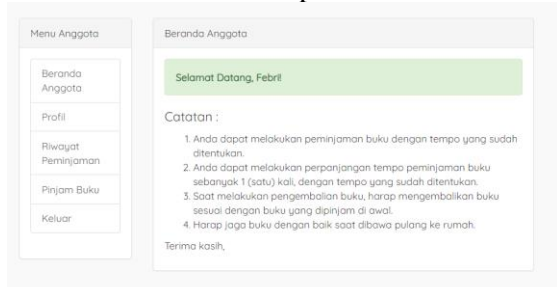 Menu Anggota
Beranda
Anggota
Profil
Riwayat
Peminjaman
Pinjam Buku
Keluar
Beranda Anggota
Selamat Datang, Febri!
Catatan :
1. Anda dapat melakukan peminjaman buku dengan tempo yang sudah
ditentukan.
2. Anda dapat melakukan perpanjangan tempo peminjaman buku
sebanyak 1 (satu) kali, dengan tempo yang sudah ditentukan.
3. Saat melakukan pengembalian buku, harap mengembalikan buku
sesuai dengan buku yang dipinjam di awal.
4. Harap jaga buku dengan baik saat dibawa pulang ke rumah.
Terima kasih,